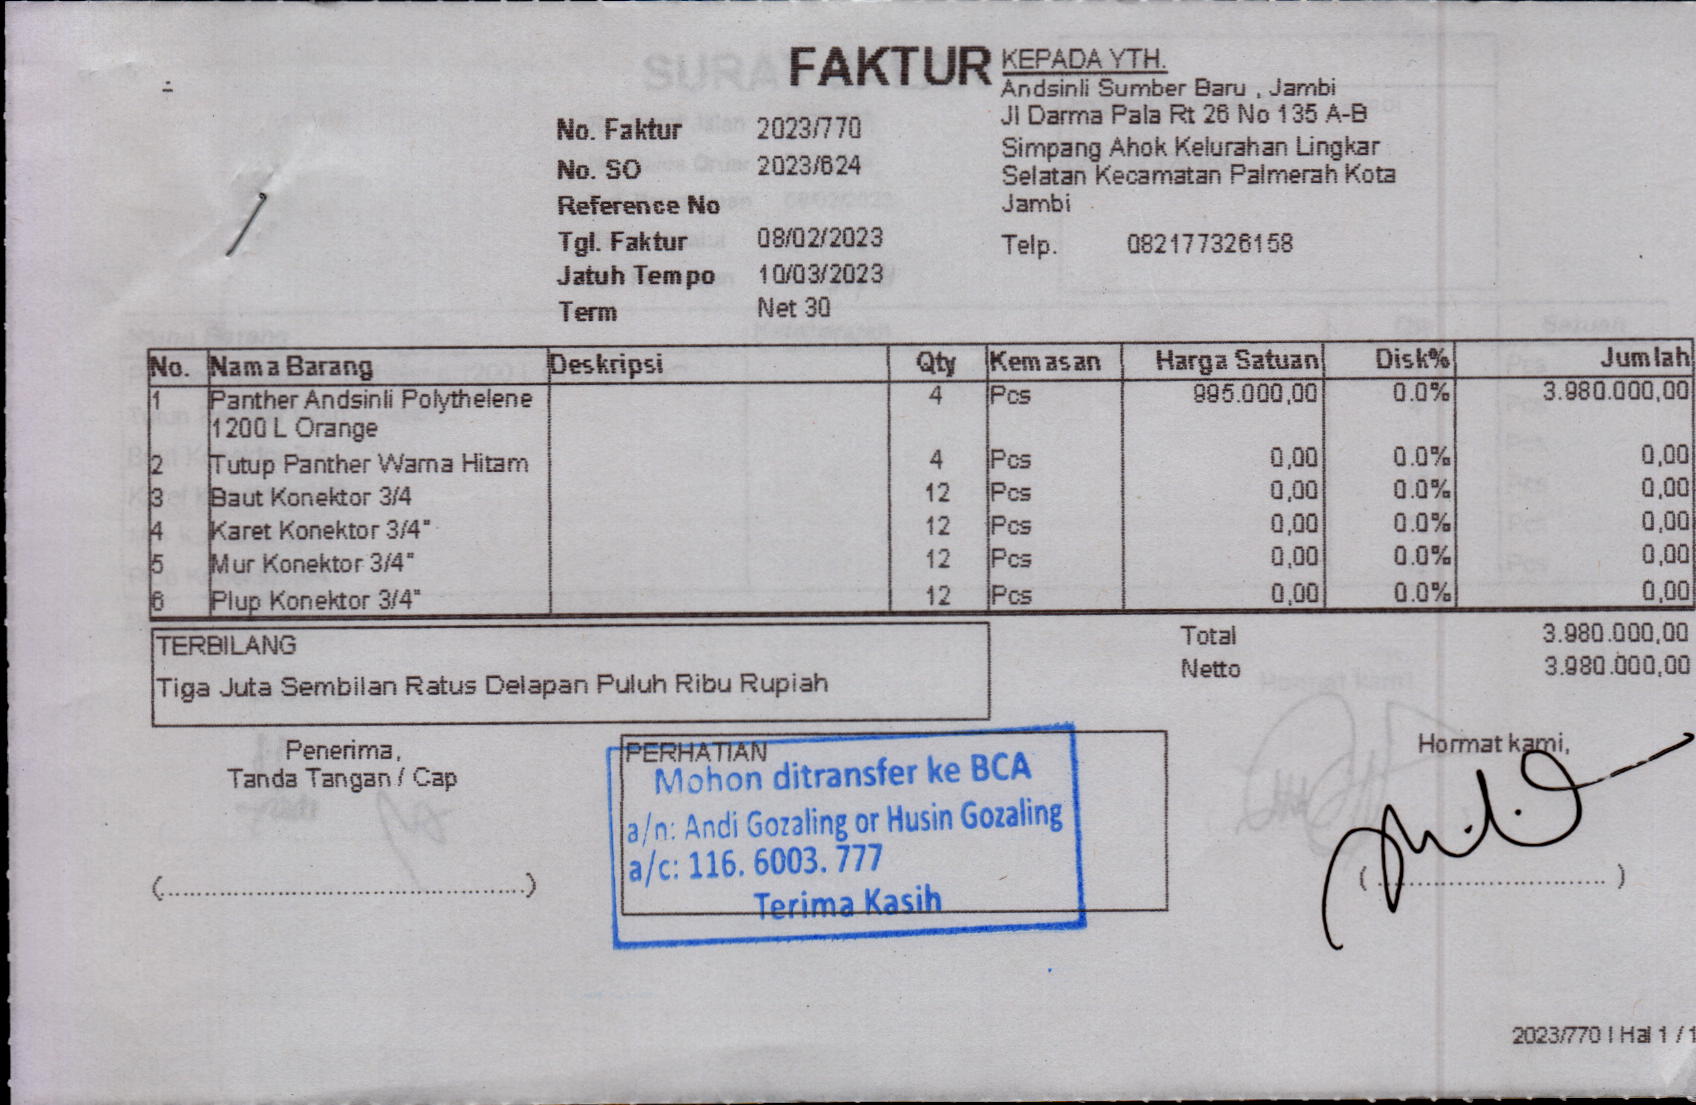 FAKTUR
No. Faktur 2023/770
No. SO 2023/624
Reference No
Tgl. Faktur 08/02/2023
Jatuh Tempo 10/03/2023
Term Net 30
KEPADA YTH.
Andsinli Sumber Baru , Jambi
Jl Darma Pala Rt 26 No 135 A-B
Simpang Ahok Kelurahan Lingkar
Selatan Kecamatan Palmerah Kota
Jambi
Telp. 082177326158
No. Nama Barang Deskripsi Qty Kemasan Harga Satuan Disk% Jumlah
1 Panther Andsinli Polythelene 4 Pcs 995.000,00 0.0% 3.980.000,00
1200 L Orange
2 Tutup Panther Warna Hitam 4 Pcs 0,00 0.0% 0,00
3 Baut Konektor 3/4 12 Pcs 0,00 0.0% 0,00
4 Karet Konektor 3/4" 12 Pcs 0,00 0.0% 0,00
5 Mur Konektor 3/4" 12 Pcs 0,00 0.0% 0,00
6 Plup Konektor 3/4" 12 Pcs 0,00 0.0% 0,00
TERBILANG
Tiga Juta Sembilan Ratus Delapan Puluh Ribu Rupiah
Total 3.980.000,00
Netto 3.980.000,00
Penerima,
Tanda Tangan / Cap
(....................................................)
PERHATIAN
Mohon ditransfer ke BCA
a/n: Andi Gozaling or Husin Gozaling
a/c: 116. 6003. 777
Terima Kasih
Hormat kami,
( ................................. )
2023/770 | Hal 1 / 1